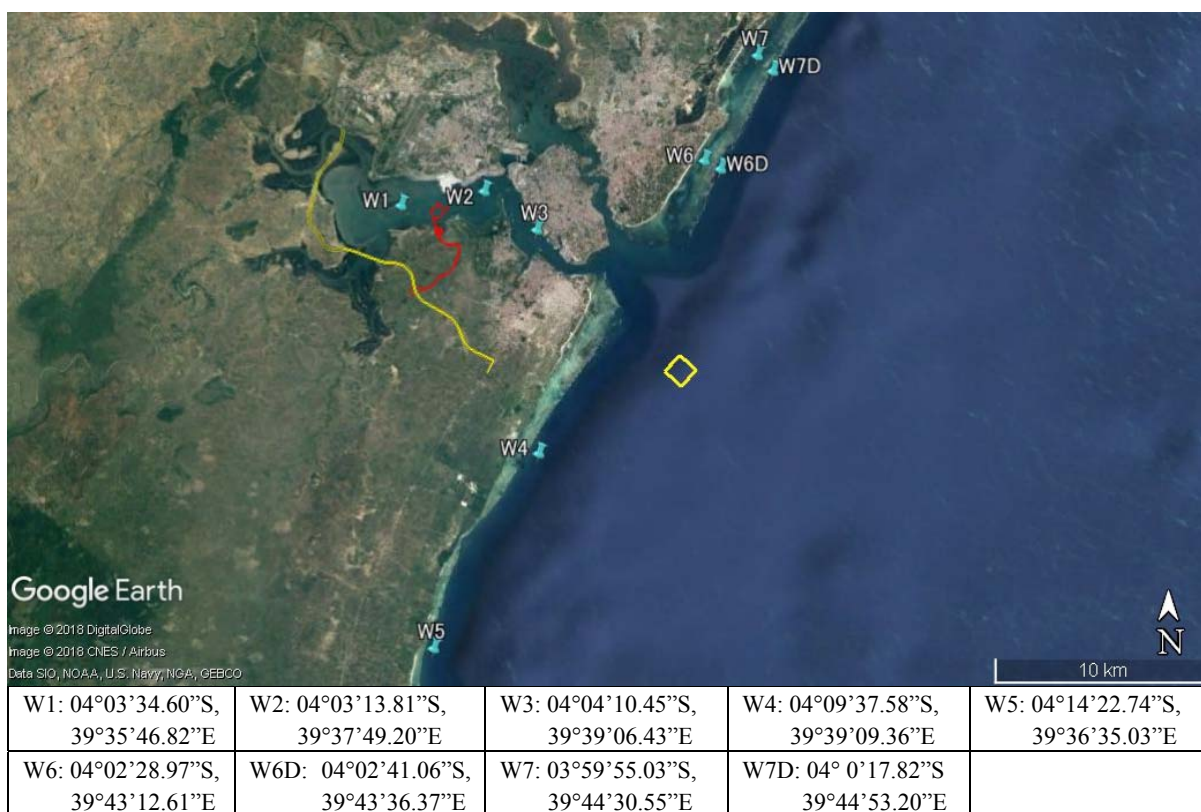 W7
W7D
W6
W6D
W1
W2
W3
W4
W5
Google Earth
Image © 2018 DigitalGlobe
Image © 2018 CNES / Airbus
Data SIO, NOAA, U.S. Navy, NGA, GEBCO
N
10 km
W1: 04°03’34.60”S, 39°35’46.82”E
W2: 04°03’13.81”S, 39°37’49.20”E
W3: 04°04’10.45”S, 39°39’06.43”E
W4: 04°09’37.58”S, 39°39’09.36”E
W5: 04°14’22.74”S, 39°36’35.03”E
W6: 04°02’28.97”S, 39°43’12.61”E
W6D: 04°02’41.06”S, 39°43’36.37”E
W7: 03°59’55.03”S, 39°44’30.55”E
W7D: 04° 0’17.82”S 39°44’53.20”E